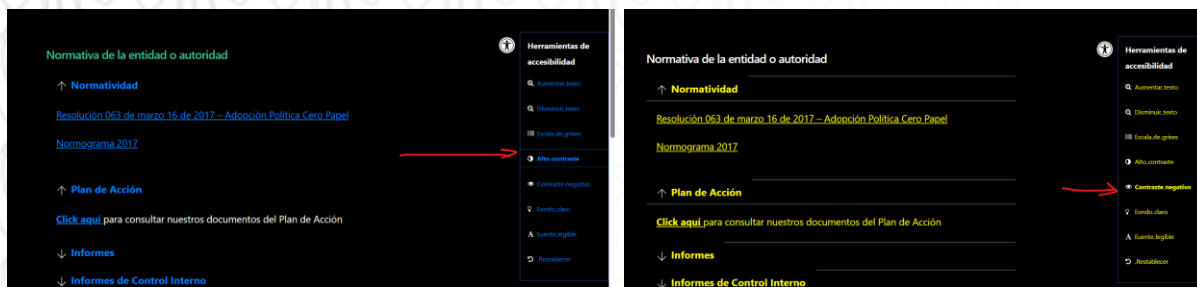 Normativa de la entidad o autoridad
Normatividad
Resolución 063 de marzo 16 de 2017 – Adopción Política Cero Papel
Normograma 2017
Plan de Acción
Click aquí para consultar nuestros documentos del Plan de Acción
Informes
Informes de Control Interno
Herramientas de
accesibilidad
Aumentar.texto
Disminuir.texto
Escala.de.grises
Alto.contraste
Contraste.negativo
Fondo.claro
Fuente.legible
.Restablecer
Normativa de la entidad o autoridad
Normatividad
Resolución 063 de marzo 16 de 2017 – Adopción Política Cero Papel
Normograma 2017
Plan de Acción
Click aquí para consultar nuestros documentos del Plan de Acción
Informes
Informes de Control Interno
Herramientas de
accesibilidad
Aumentar.texto
Disminuir.texto
Escala.de.grises
Alto.contraste
Contraste.negativo
Fondo.claro
Fuente.legible
.Restablecer